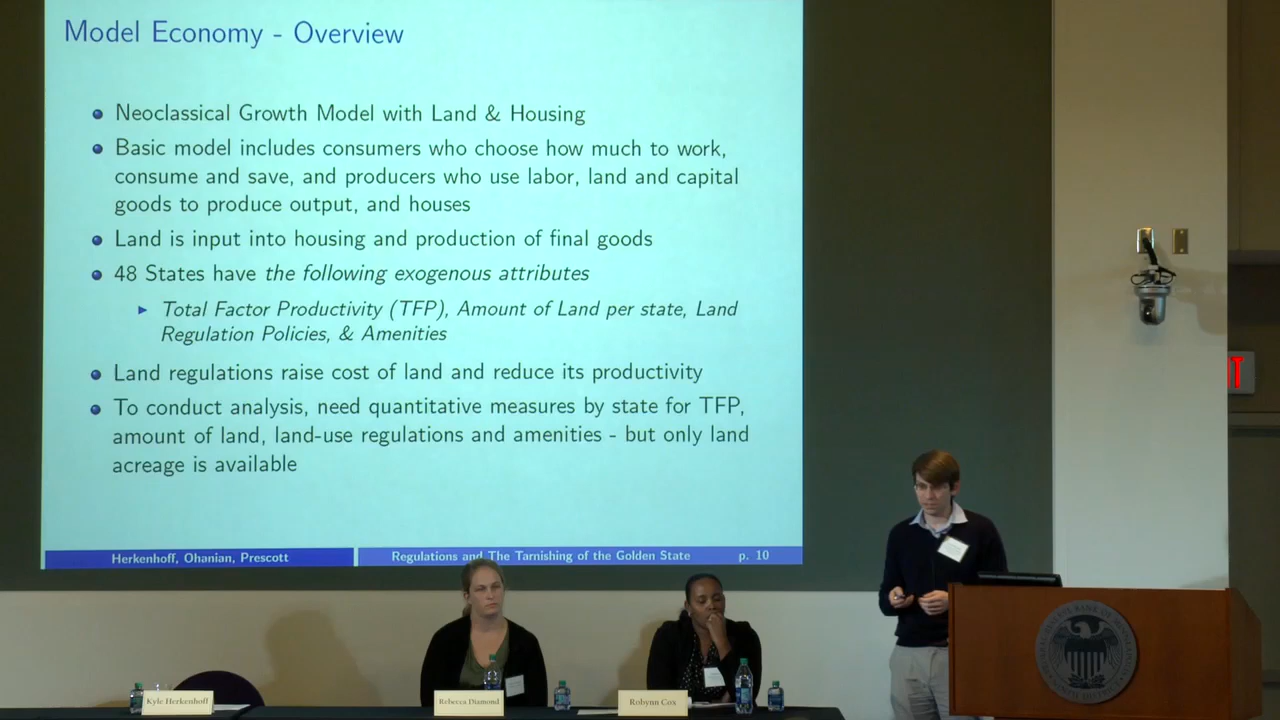 Model Economy - Overview
Neoclassical Growth Model with Land & Housing
Basic model includes consumers who choose how much to work,
consume and save, and producers who use labor, land and capital
goods to produce output, and houses
Land is input into housing and production of final goods
48 States have the following exogenous attributes
Total Factor Productivity (TFP), Amount of Land per state, Land
Regulation Policies, & Amenities
Land regulations raise cost of land and reduce its productivity
To conduct analysis, need quantitative measures by state for TFP,
amount of land, land-use regulations and amenities - but only land
acreage is available
Herkenhoff, Ohanian, Prescott
Regulations and The Tarnishing of the Golden State
p. 10
Kyle Herkenhoff
Rebecca Diamond
Robynn Cox